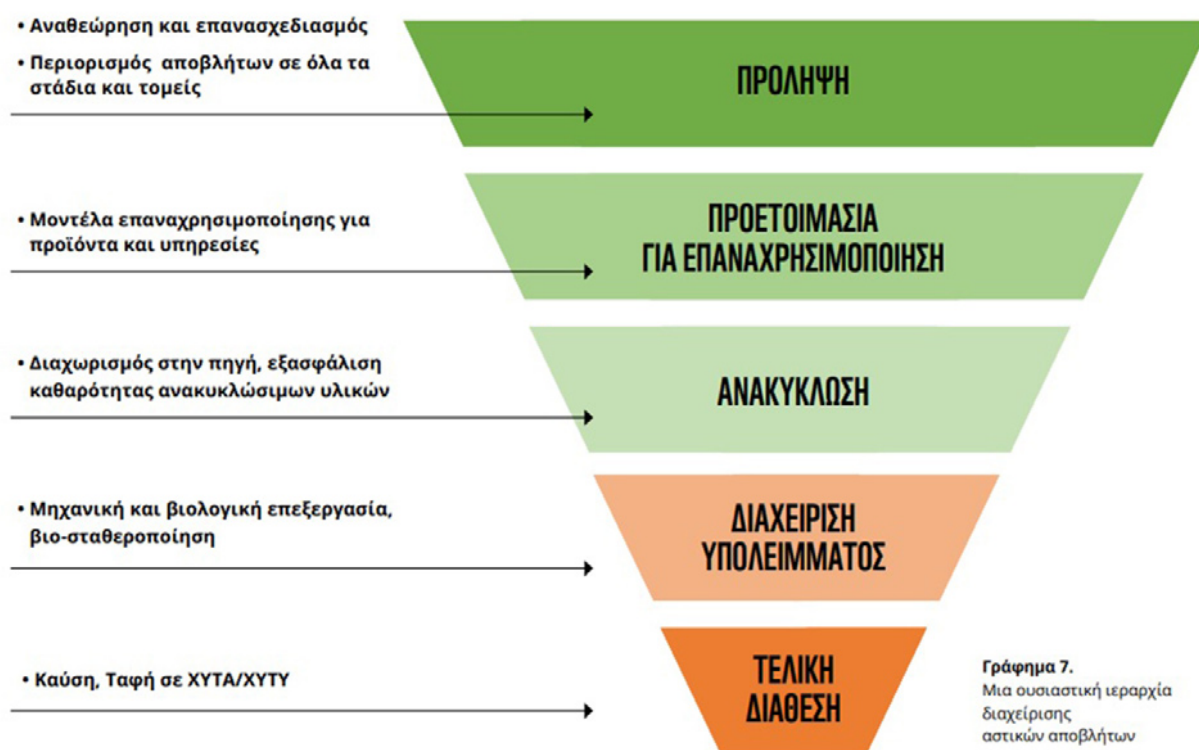 • Αναθεώρηση και επανασχεδιασμός
• Περιορισμός αποβλήτων σε όλα τα
στάδια και τομείς
ΠΡΟΛΗΨΗ
• Μοντέλα επαναχρησιμοποίησης για
προϊόντα και υπηρεσίες
ΠΡΟΕΤΟΙΜΑΣΙΑ
ΓΙΑ ΕΠΑΝΑΧΡΗΣΙΜΟΠΟΙΗΣΗ
• Διαχωρισμός στην πηγή, εξασφάλιση
καθαρότητας ανακυκλώσιμων υλικών
ΑΝΑΚΥΚΛΩΣΗ
• Μηχανική και βιολογική επεξεργασία,
βιο-σταθεροποίηση
ΔΙΑΧΕΙΡΙΣΗ
ΥΠΟΛΕΙΜΜΑΤΟΣ
• Καύση, Ταφή σε ΧΥΤΑ/ΧΥΤΥ
ΤΕΛΙΚΗ
ΔΙΑΘΕΣΗ
Γράφημα 7.
Μια ουσιαστική ιεραρχία
διαχείρισης
αστικών αποβλήτων